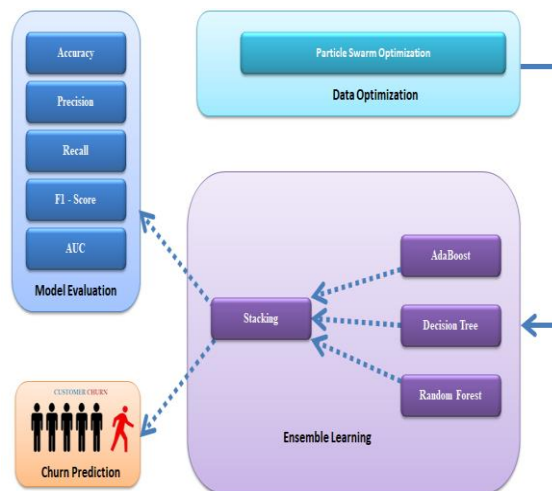 Accuracy
Precision
Recall
F1 - Score
AUC
Model Evaluation
Particle Swarm Optimization
Data Optimization
AdaBoost
Decision Tree
Random Forest
Stacking
Ensemble Learning
CUSTOMER CHURN
Churn Prediction